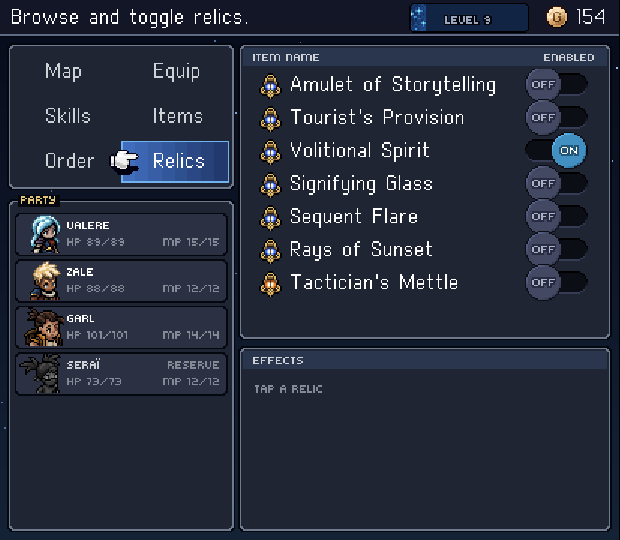 Browse and toggle relics.
LEVEL 9
G 154
Map Equip
Skills Items
Order Relics
PARTY
VALERE
HP 89/89 MP 15/15
ZALE
HP 88/88 MP 12/12
GARL
HP 101/101 MP 14/14
SERAÏ RESERVE
HP 73/73 MP 12/12
ITEM NAME ENABLED
Amulet of Storytelling OFF
Tourist's Provision OFF
Volitional Spirit ON
Signifying Glass OFF
Sequent Flare OFF
Rays of Sunset OFF
Tactician's Mettle OFF
EFFECTS
TAP A RELIC